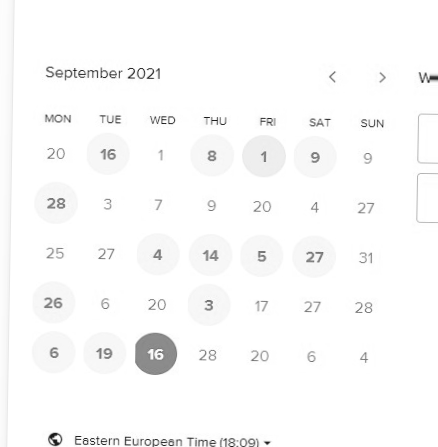 September 2021
MON TUE WED THU FRI SAT SUN
20 16 1 8 1 9 9
28 3 7 9 20 4 27
25 27 4 14 5 27 31
26 6 20 3 17 27 28
6 19 16 28 20 6 4
Eastern European Time (18:09)